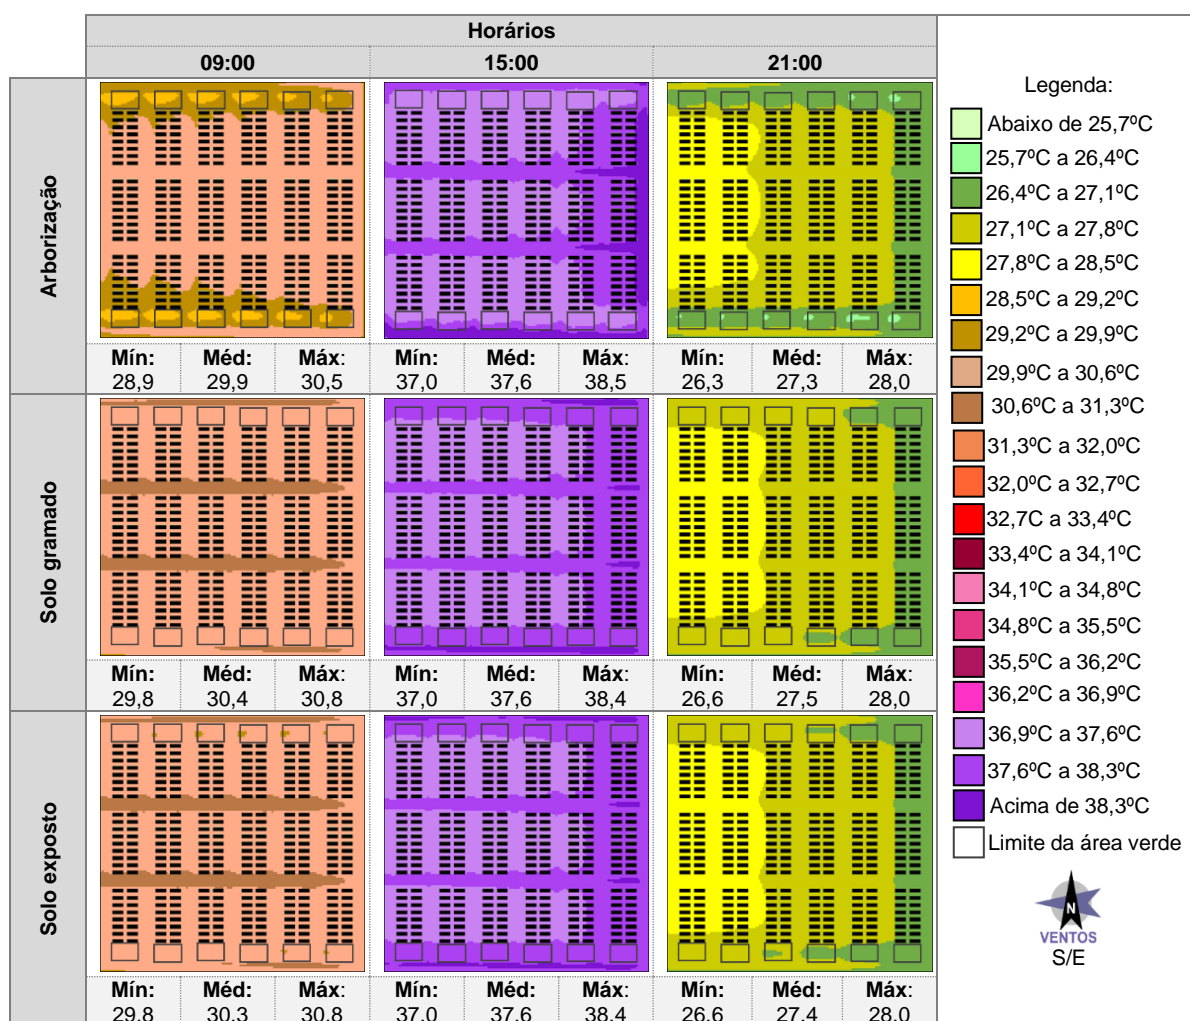 Horários
09:00 15:00 21:00
Arborização
Mín: Méd: Máx: Mín: Méd: Máx: Mín: Méd: Máx:
28,9 29,9 30,5 37,0 37,6 38,5 26,3 27,3 28,0
Solo gramado
Mín: Méd: Máx: Mín: Méd: Máx: Mín: Méd: Máx:
29,8 30,4 30,8 37,0 37,6 38,4 26,6 27,5 28,0
Solo exposto
Mín: Méd: Máx: Mín: Méd: Máx: Mín: Méd: Máx:
29,8 30,3 30,8 37,0 37,6 38,4 26,6 27,4 28,0
Legenda:
Abaixo de 25,7ºC
25,7ºC a 26,4ºC
26,4ºC a 27,1ºC
27,1ºC a 27,8ºC
27,8ºC a 28,5ºC
28,5ºC a 29,2ºC
29,2ºC a 29,9ºC
29,9ºC a 30,6ºC
30,6ºC a 31,3ºC
31,3ºC a 32,0ºC
32,0ºC a 32,7ºC
32,7C a 33,4ºC
33,4ºC a 34,1ºC
34,1ºC a 34,8ºC
34,8ºC a 35,5ºC
35,5ºC a 36,2ºC
36,2ºC a 36,9ºC
36,9ºC a 37,6ºC
37,6ºC a 38,3ºC
Acima de 38,3ºC
Limite da área verde
N
VENTOS
S/E